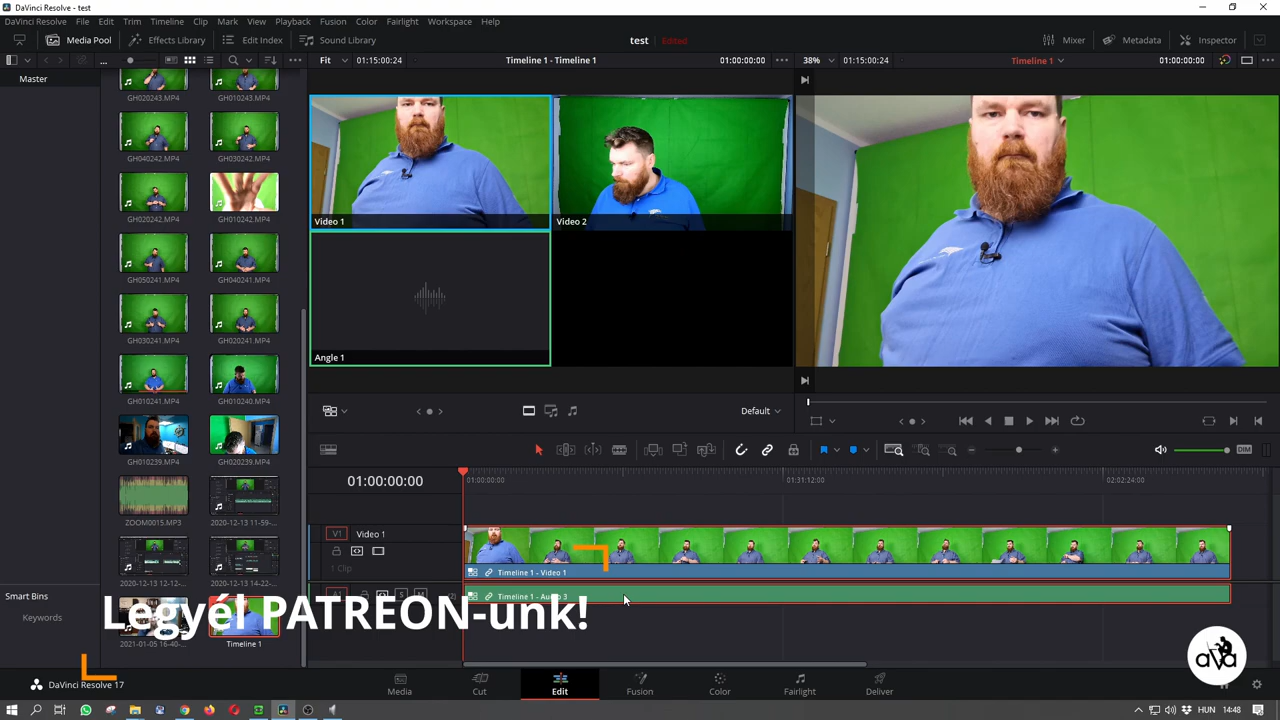 DaVinci Resolve - test
DaVinci Resolve File Edit Trim Timeline Clip Mark View Playback Fusion Color Fairlight Workspace Help
Media Pool Effects Library Edit Index Sound Library test Edited Mixer Metadata Inspector
... Fit 01:15:00:24 Timeline 1 - Timeline 1 01:00:00:00 38% 01:15:00:24 Timeline 1 01:00:00:00
Master
GH020243.MP4 GH010243.MP4
GH040242.MP4 GH030242.MP4
GH020242.MP4 GH010242.MP4
Video 1 Video 2
GH050241.MP4 GH040241.MP4
GH030241.MP4 GH020241.MP4
Angle 1
GH010241.MP4 GH010240.MP4
Default
GH010239.MP4 GH020239.MP4
DIM
01:00:00:00 01:00:00:00 01:31:12:00 02:02:24:00
ZOOM0015.MP3 2020-12-13 11-59-...
V1 Video 1
1 Clip
Timeline 1 - Video 1
2020-12-13 12-12-... 2020-12-13 14-22-...
Smart Bins
Timeline 1 - Audio 3
Keywords
Legyél PATREON-unk!
2021-01-05 16-40-... Timeline 1
ava
DaVinci Resolve 17 Media Cut Edit Fusion Color Fairlight Deliver
HUN 14:48